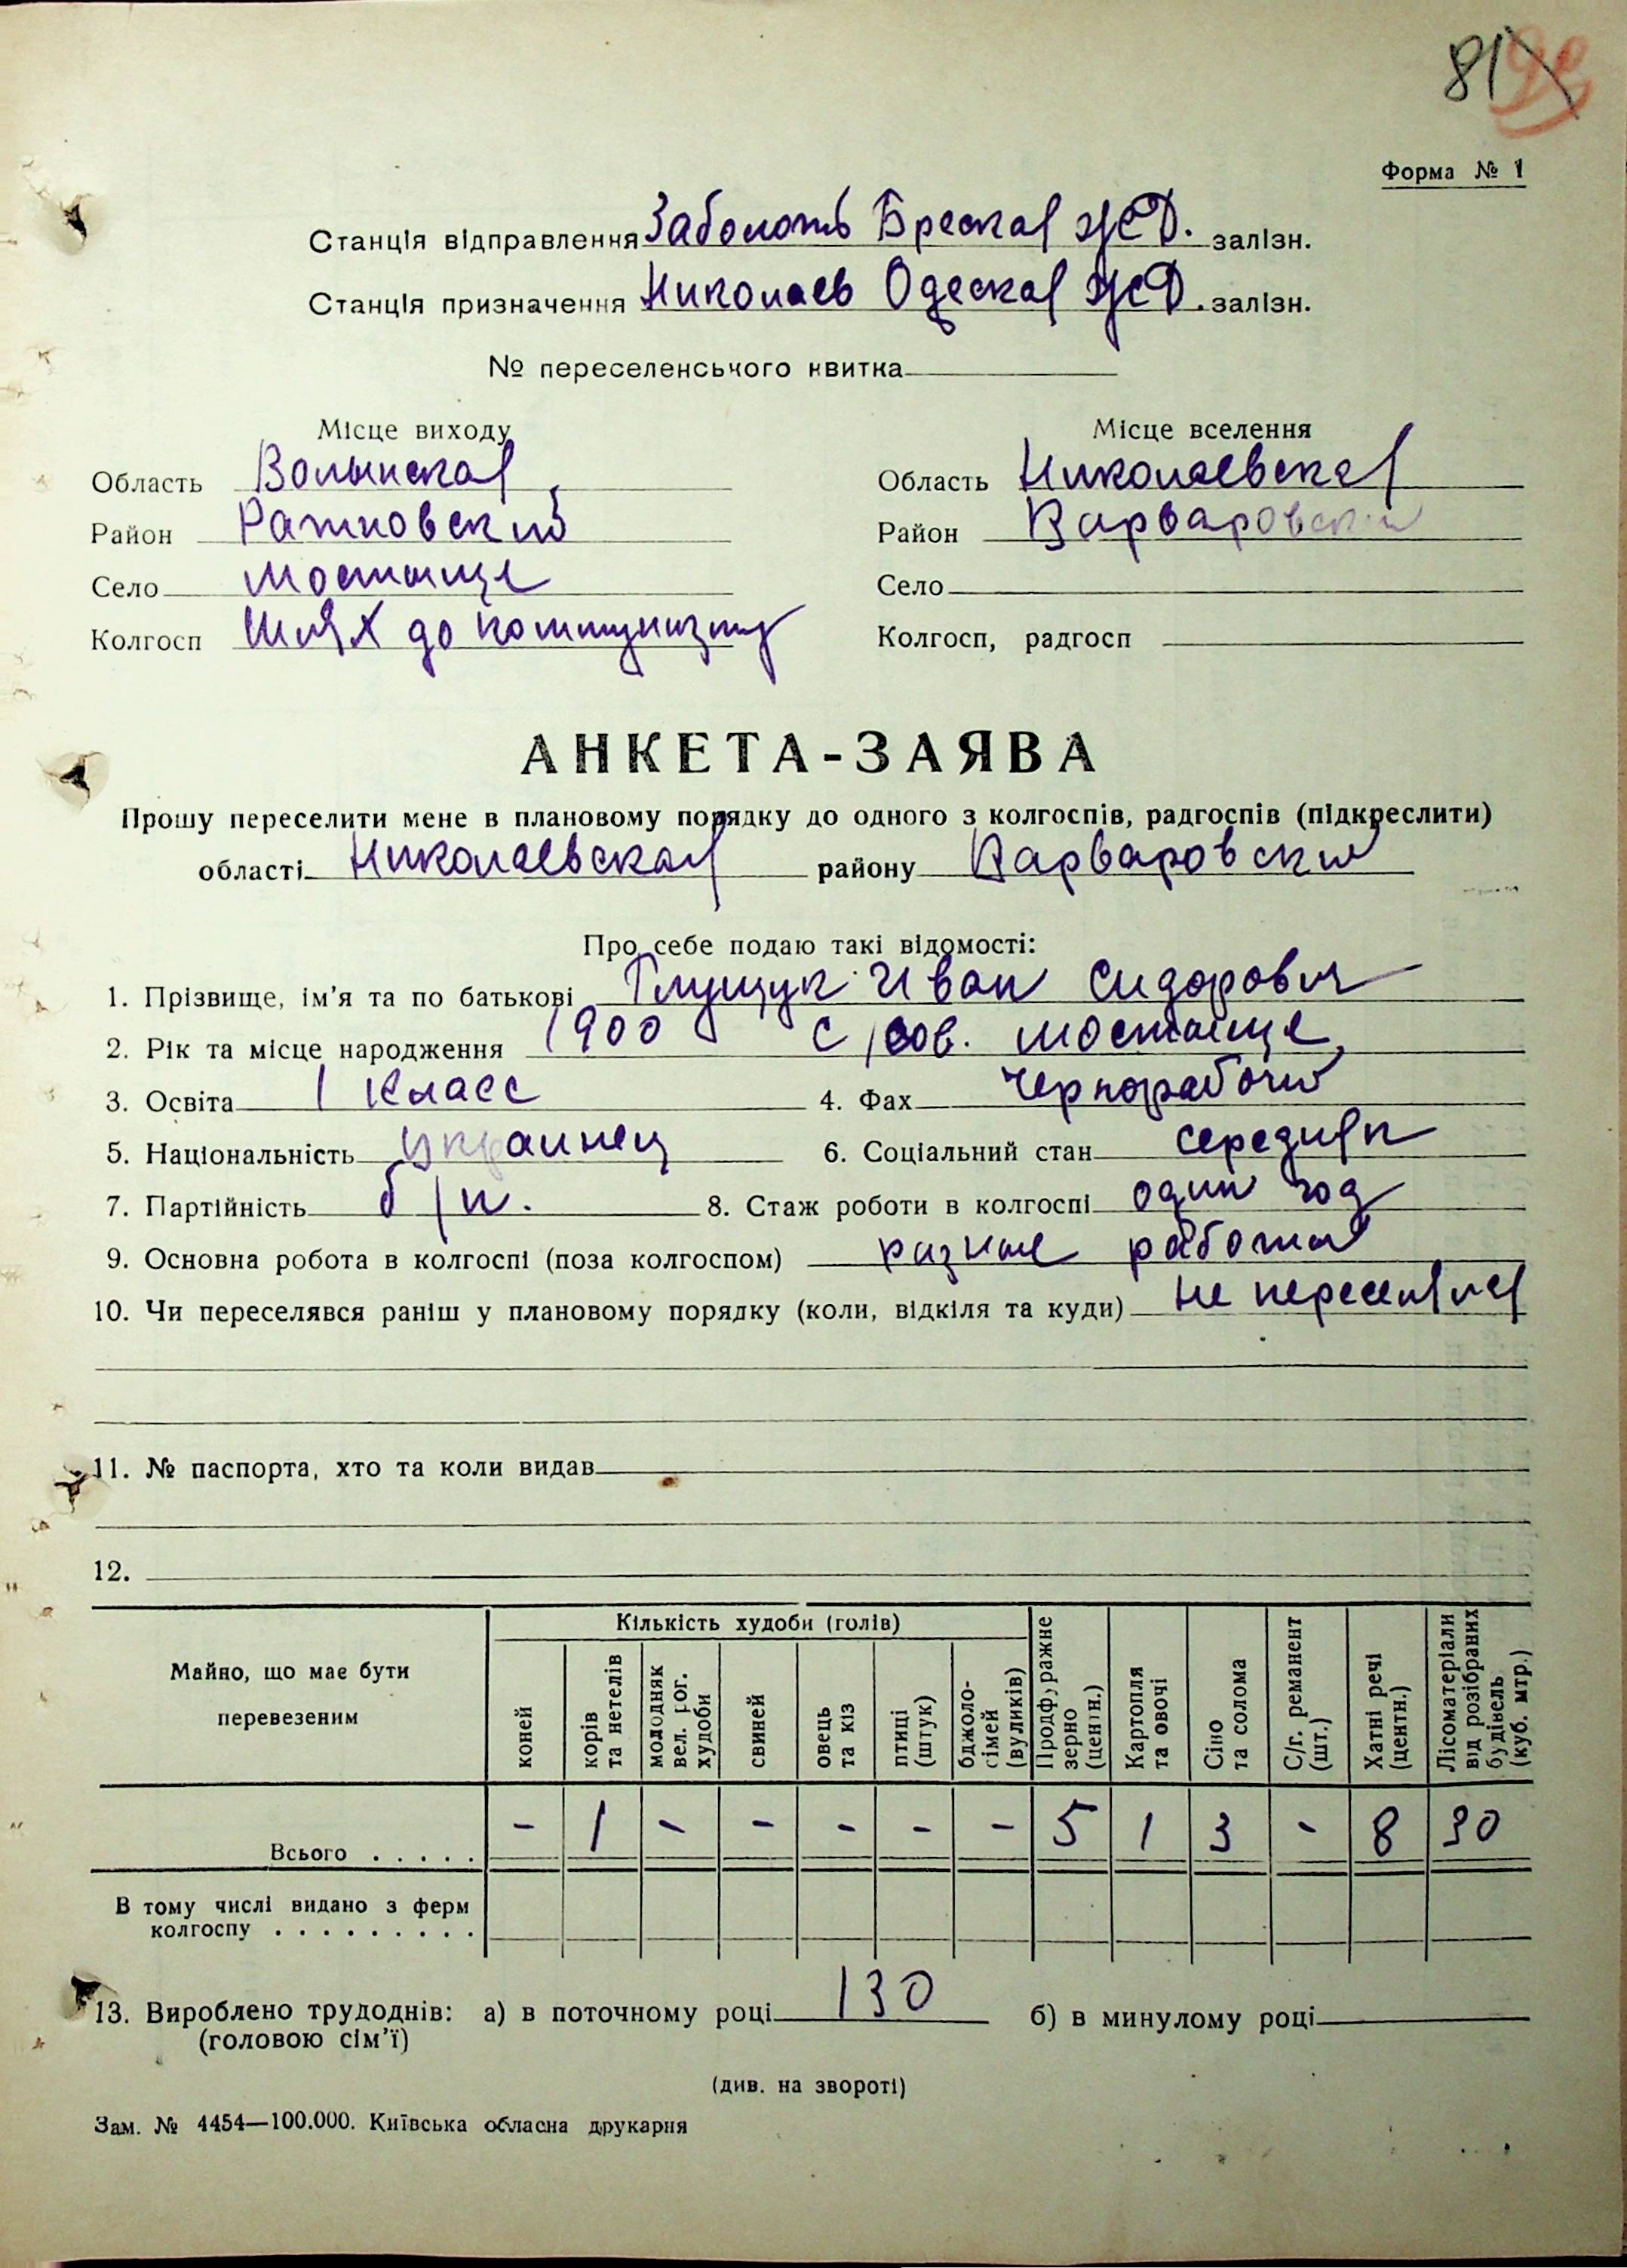 81
Форма № 1
Станція відправлення Заболоть Бреская ж.д. залізн.
Станція призначення Николаев Одеская ж.д. залізн.
№ переселенського квитка
Місце виходу
Область Волынская
Район Ратновский
Село Мостыще
Колгосп Шлях до коммунизму
Місце вселення
Область Николаевская
Район Варваровский
Село
Колгосп, радгосп
АНКЕТА-ЗАЯВА
Прошу переселити мене в плановому порядку до одного з колгоспів, радгоспів (підкреслити)
області Николаевская району Варваровский
Про себе подаю такі відомості:
1. Прізвище, ім'я та по батькові Глущук Иван Сидорович
2. Рік та місце народження 1900 с/сов. Мостыще
3. Освіта 1 класс 4. Фах Чернорабочий
5. Національність украинец 6. Соціальний стан середняк
7. Партійність б/п. 8. Стаж роботи в колгоспі один год
9. Основна робота в колгоспі (поза колгоспом) разные работы
10. Чи переселявся раніш у плановому порядку (коли, відкіля та куди) не переселялся
11. № паспорта, хто та коли видав
12.
Майно, що має бути перевезеним
Кількість худоби (голів)
коней
корів та нетелів
молодняк вел. рог. худоби
свиней
овець та кіз
птиці (штук)
бджоло-сімей (вуликів)
Продфуражне зерно (центн.)
Картопля та овочі
Сіно та солома
С/г. реманент (шт.)
Хатні речі (центн.)
Лісоматеріали від розібраних будівель (куб. мтр.)
Всього . . . . . - 1 - - - - - 5 1 3 - 8 30
В тому числі видано з ферм
колгоспу . . . . . . . . .
13. Вироблено трудоднів: а) в поточному році 130 б) в минулому році
(головою сім'ї)
(див. на звороті)
Зам. № 4454—100.000. Київська обласна друкарня